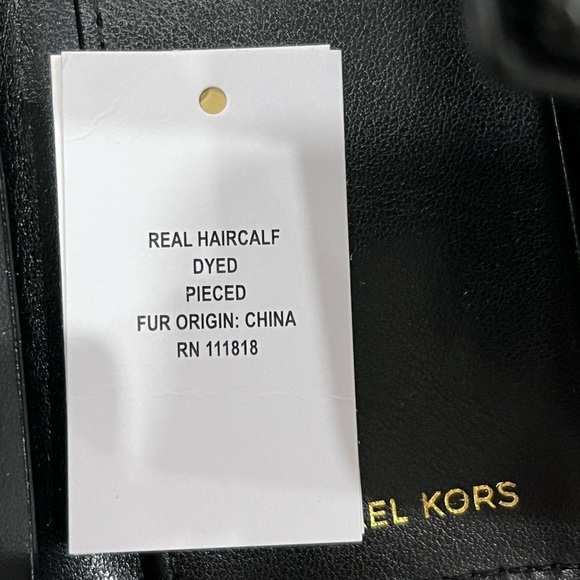 REAL HAIRCALF
DYED
PIECED
FUR ORIGIN: CHINA
RN 111818
EL KORS